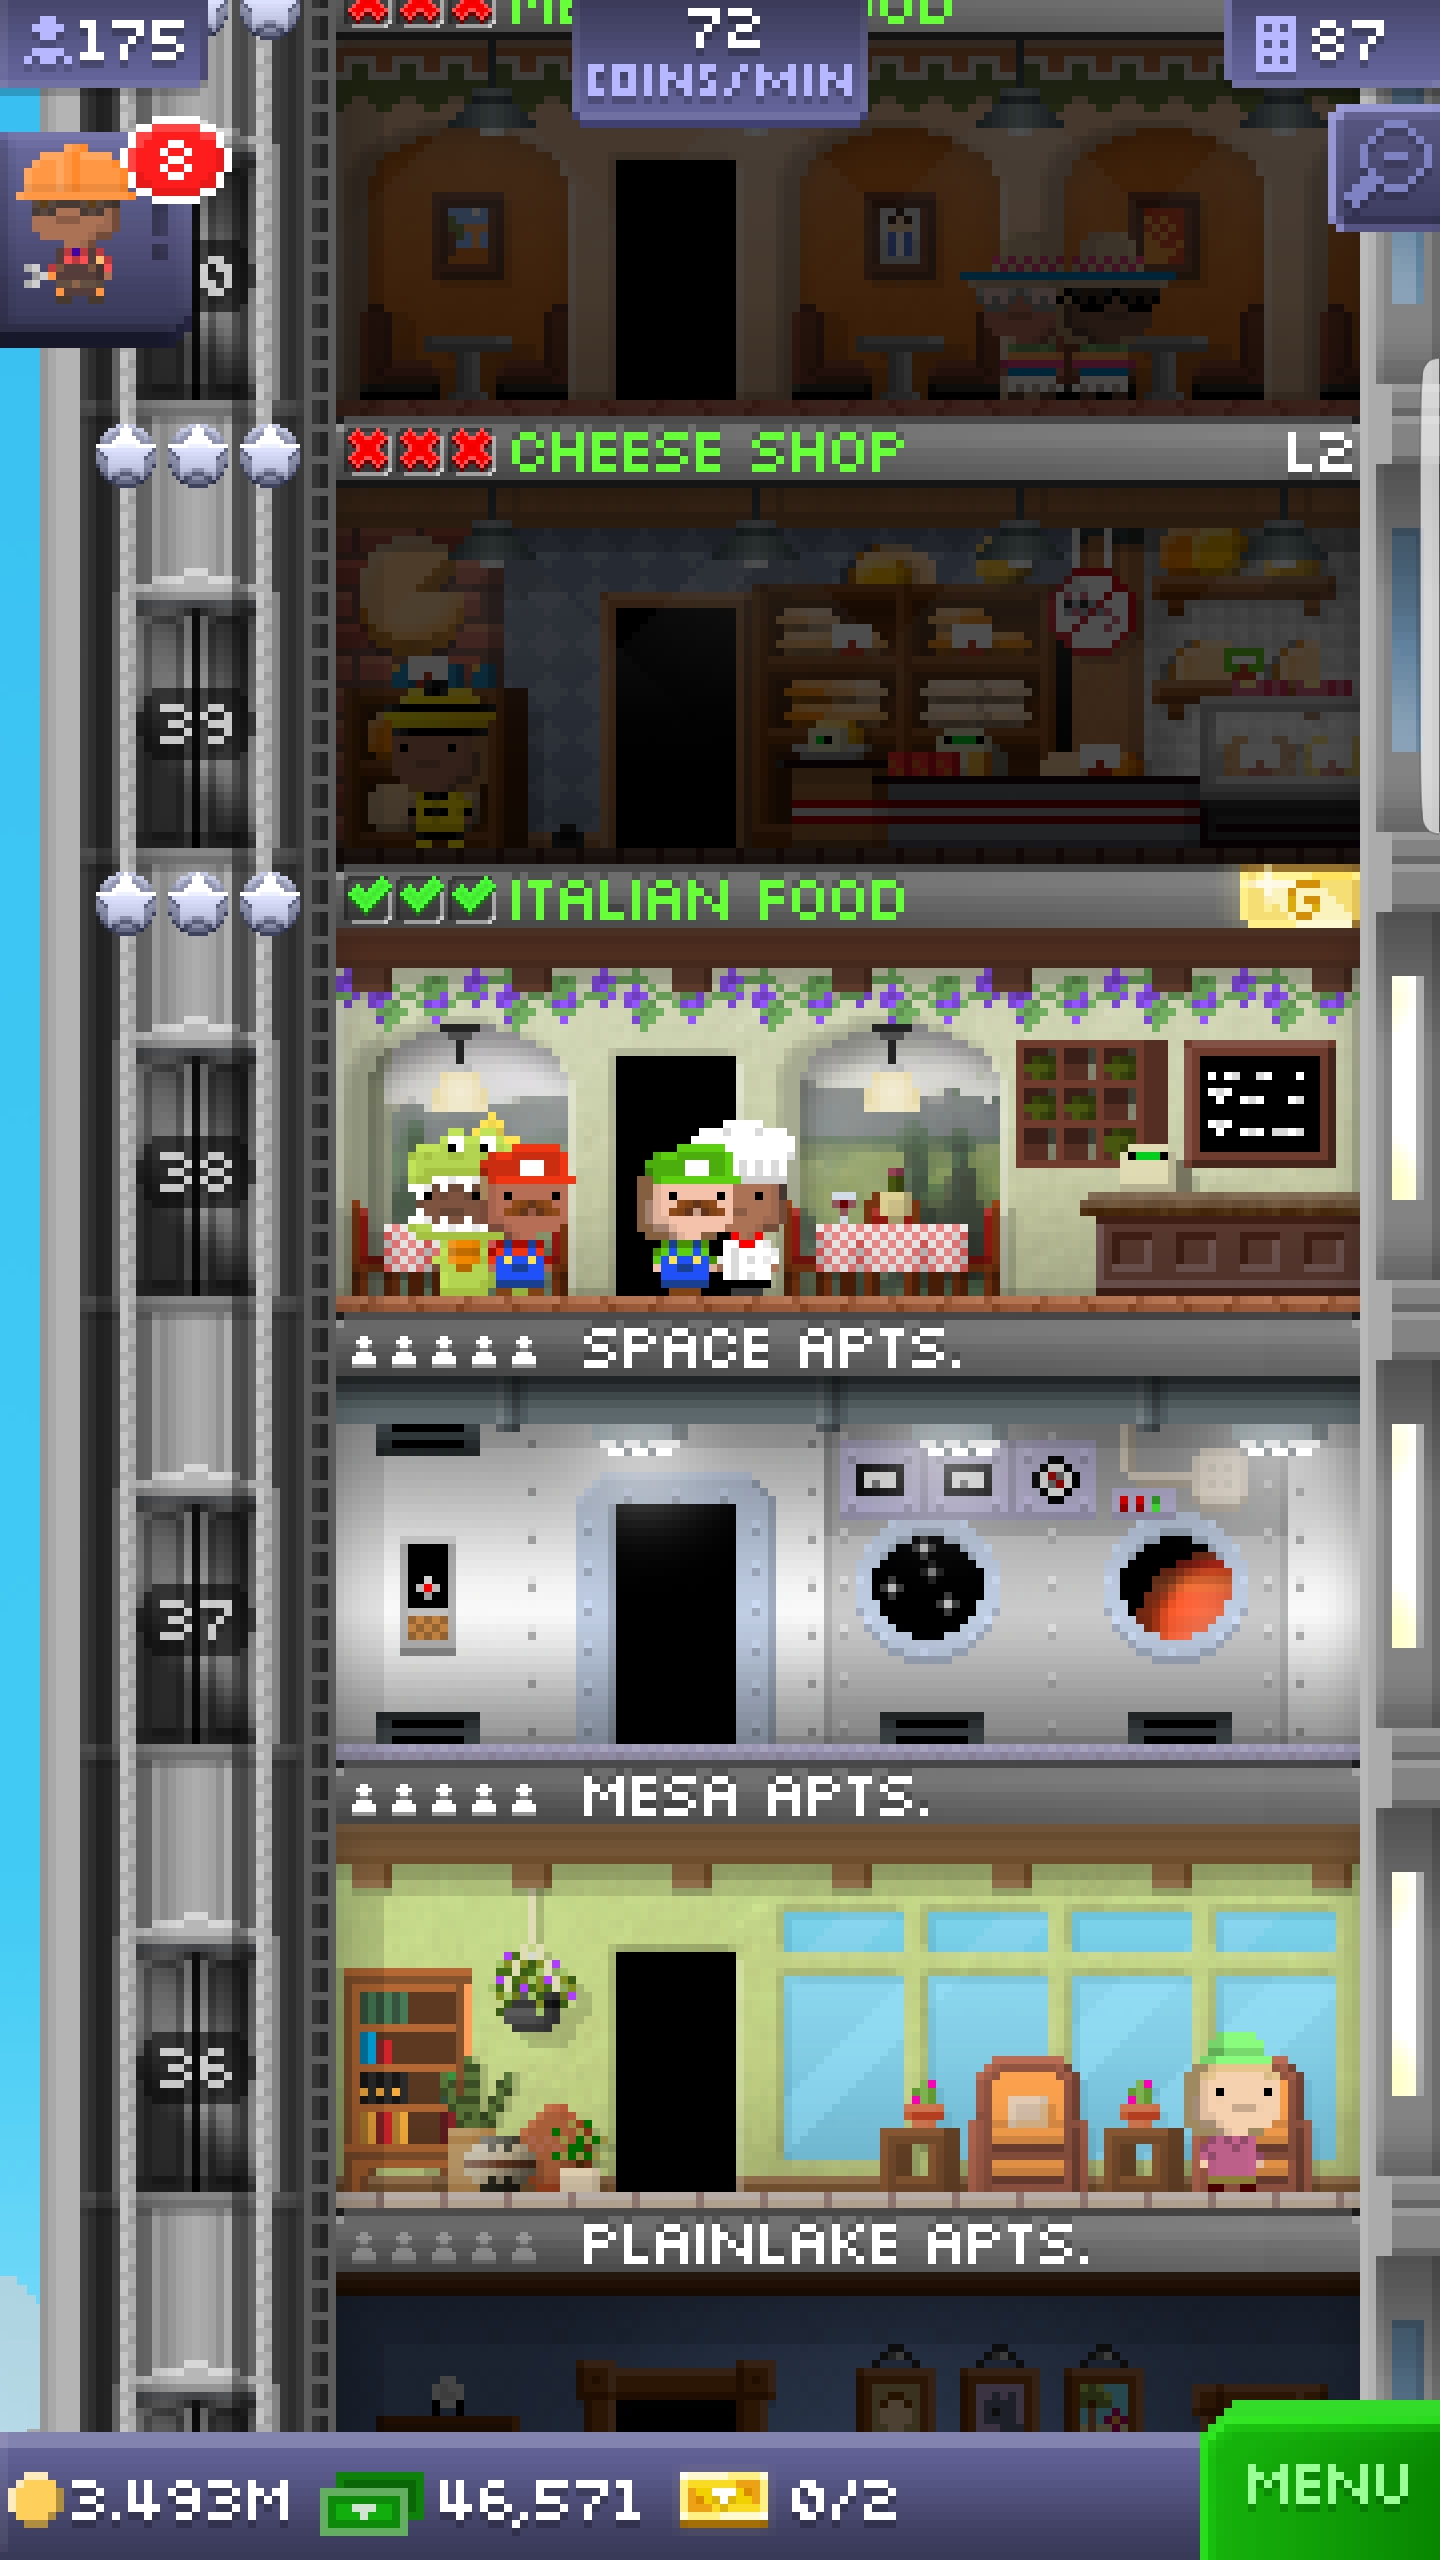 175
72
COINS/MIN
87
8
0
CHEESE SHOP
L2
39
ITALIAN FOOD
G
38
SPACE APTS.
37
MESA APTS.
36
PLAINLAKE APTS.
3.493M
46,571
0/2
MENU